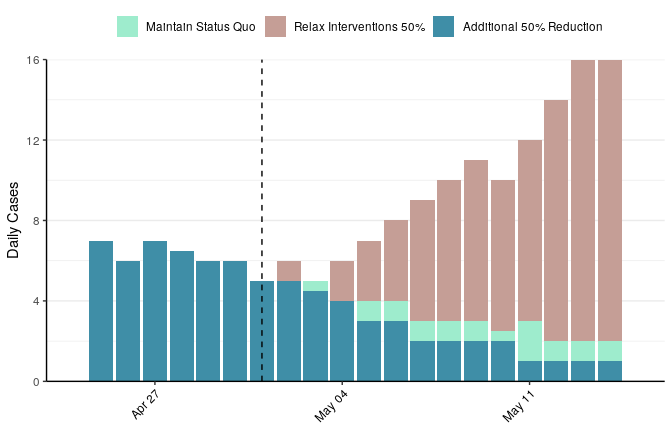 Maintain Status Quo Relax Interventions 50% Additional 50% Reduction
Daily Cases
16
12
8
4
0
Apr 27 May 04 May 11